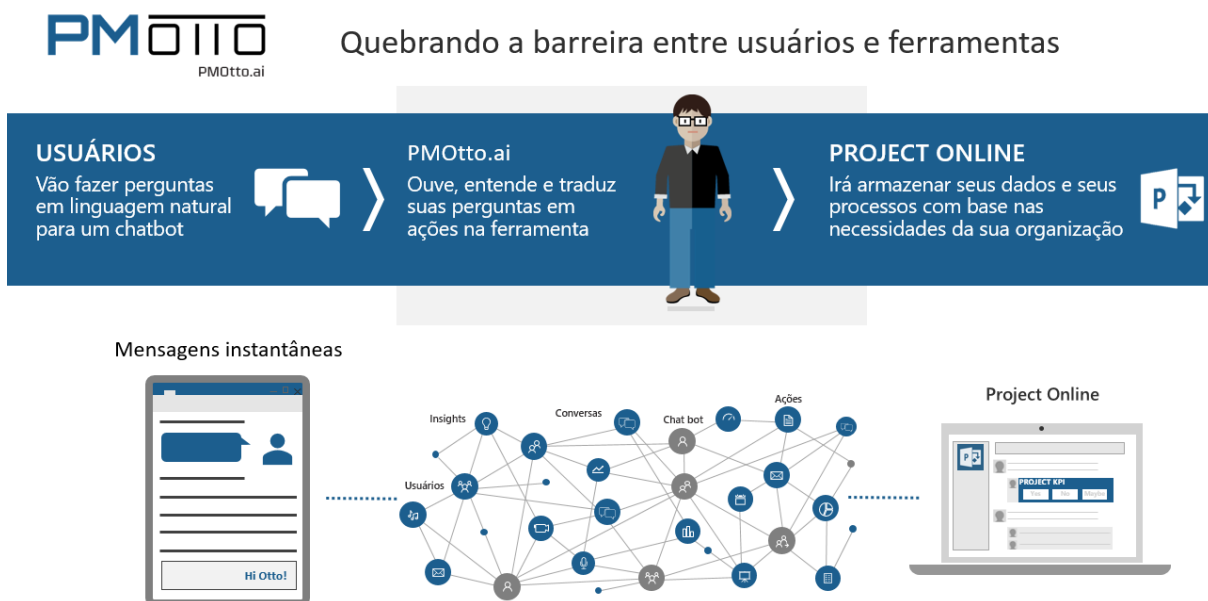 PMOTTO
PMOtto.ai
Quebrando a barreira entre usuários e ferramentas
USUÁRIOS
Vão fazer perguntas
em linguagem natural
para um chatbot
PMOtto.ai
Ouve, entende e traduz
suas perguntas em
ações na ferramenta
PROJECT ONLINE
Irá armazenar seus dados e seus
processos com base nas
necessidades da sua organização
P
Mensagens instantâneas
Hi Otto!
Insights
Conversas
Chat bot
Ações
Usuários
Project Online
P
PROJECT KPI
Yes
No
Maybe